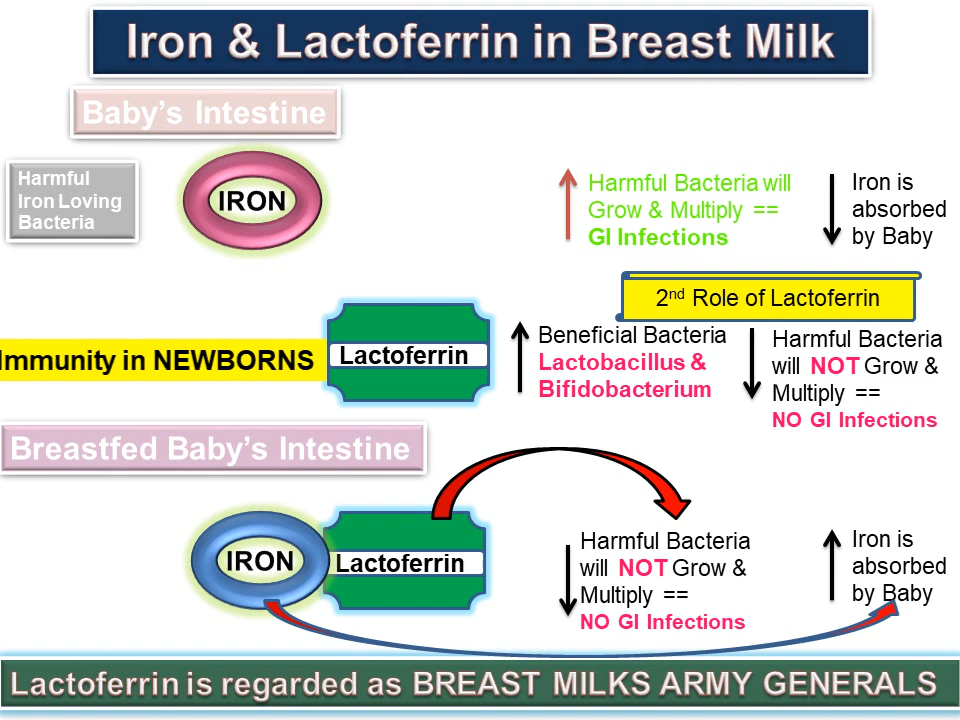 Iron & Lactoferrin in Breast Milk
Baby's Intestine
Harmful
Iron Loving
Bacteria
IRON
Harmful Bacteria will
Grow & Multiply ==
GI Infections
Iron is
absorbed
by Baby
2nd Role of Lactoferrin
Immunity in NEWBORNS
Lactoferrin
Beneficial Bacteria
Lactobacillus &
Bifidobacterium
Harmful Bacteria
will NOT Grow &
Multiply ==
NO GI Infections
Breastfed Baby's Intestine
IRON
Lactoferrin
Harmful Bacteria
will NOT Grow &
Multiply ==
NO GI Infections
Iron is
absorbed
by Baby
Lactoferrin is regarded as BREAST MILKS ARMY GENERALS